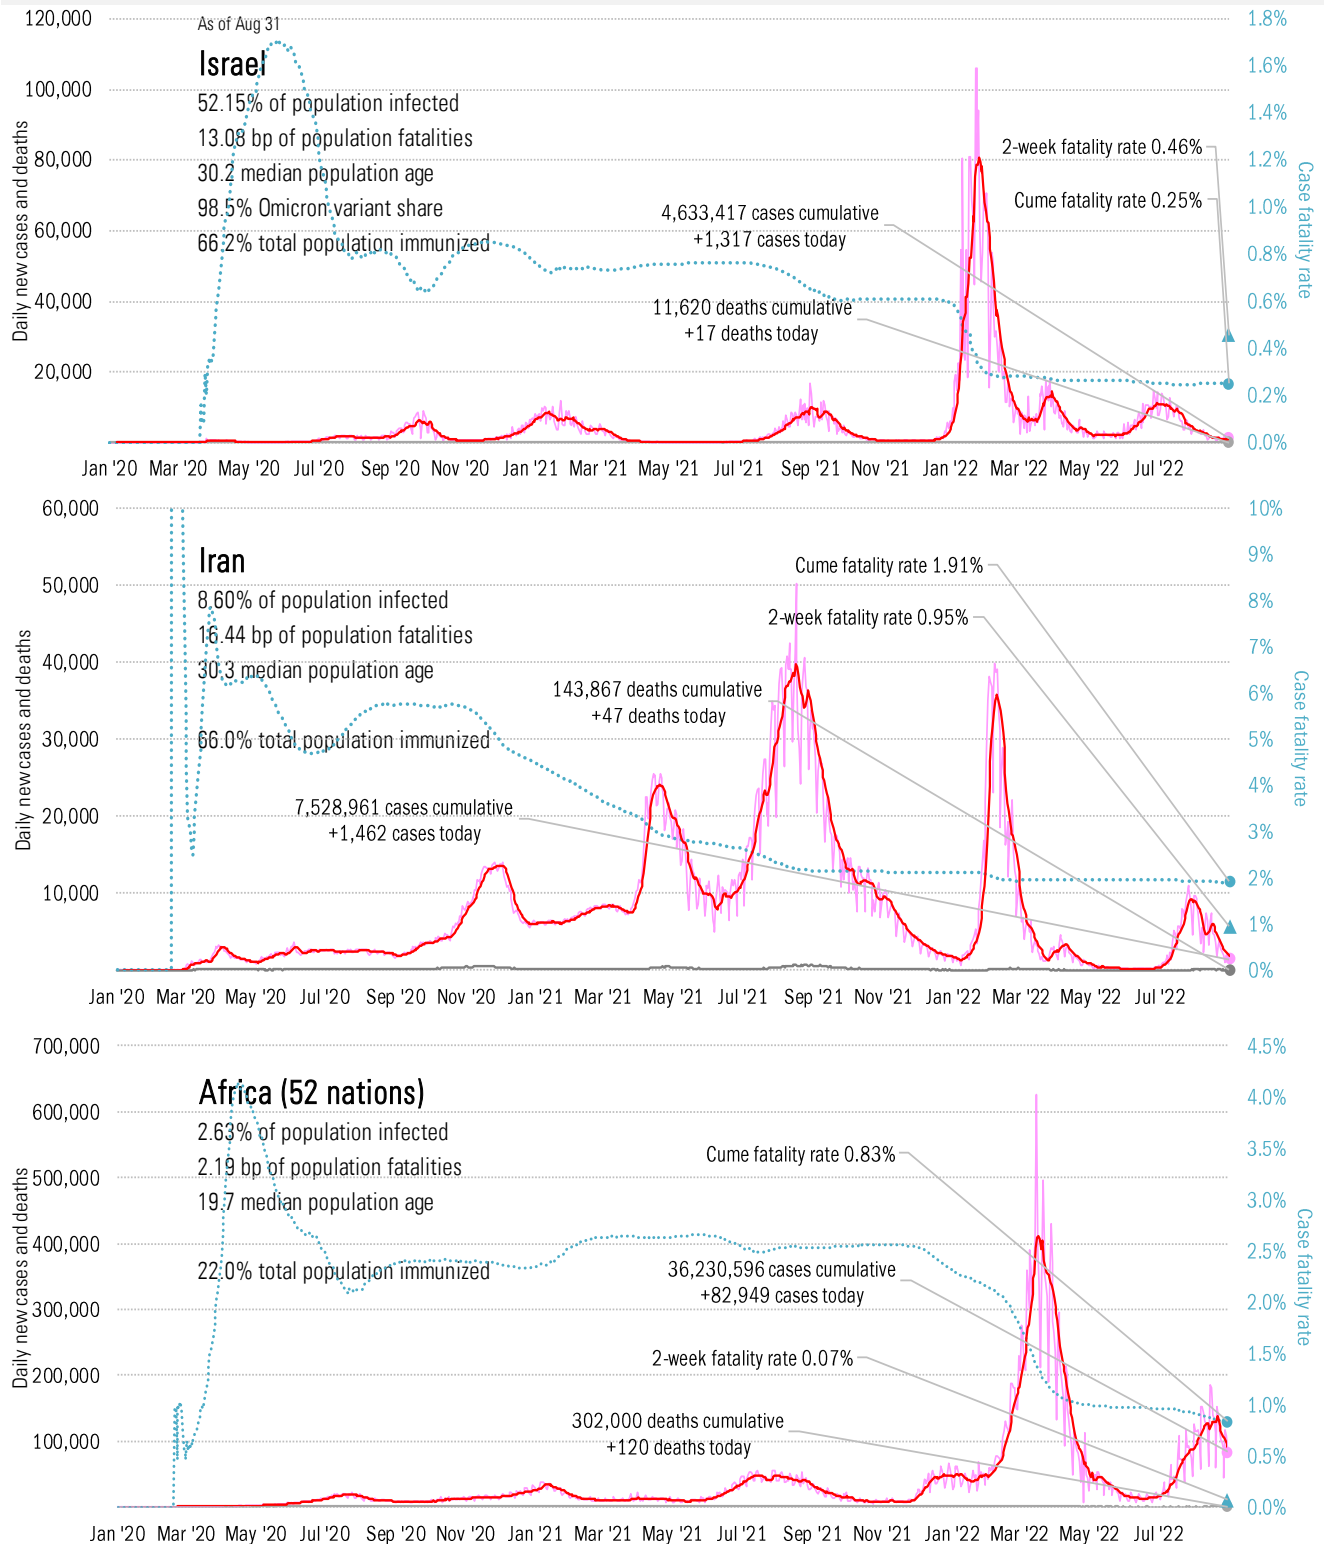 As of Aug 31
Israel
52.15% of population infected
13.08 bp of population fatalities
30.2 median population age
98.5% Omicron variant share
66.2% total population immunized
Daily new cases and deaths
120,000
100,000
80,000
60,000
40,000
20,000
1.8%
1.6%
1.4%
1.2%
1.0%
0.8%
0.6%
0.4%
0.2%
0.0%
Case fatality rate
2-week fatality rate 0.46%
Cume fatality rate 0.25%
4,633,417 cases cumulative
+1,317 cases today
11,620 deaths cumulative
+17 deaths today
Jan '20 Mar '20 May '20 Jul '20 Sep '20 Nov '20 Jan '21 Mar '21 May '21 Jul '21 Sep '21 Nov '21 Jan '22 Mar '22 May '22 Jul '22
Iran
8.60% of population infected
16.44 bp of population fatalities
30.3 median population age
66.0% total population immunized
Daily new cases and deaths
60,000
50,000
40,000
30,000
20,000
10,000
10%
9%
8%
7%
6%
5%
4%
3%
2%
1%
0%
Case fatality rate
Cume fatality rate 1.91%
2-week fatality rate 0.95%
143,867 deaths cumulative
+47 deaths today
7,528,961 cases cumulative
+1,462 cases today
Jan '20 Mar '20 May '20 Jul '20 Sep '20 Nov '20 Jan '21 Mar '21 May '21 Jul '21 Sep '21 Nov '21 Jan '22 Mar '22 May '22 Jul '22
Africa (52 nations)
2.63% of population infected
2.19 bp of population fatalities
19.7 median population age
22.0% total population immunized
Daily new cases and deaths
700,000
600,000
500,000
400,000
300,000
200,000
100,000
4.5%
4.0%
3.5%
3.0%
2.5%
2.0%
1.5%
1.0%
0.5%
0.0%
Case fatality rate
Cume fatality rate 0.83%
36,230,596 cases cumulative
+82,949 cases today
2-week fatality rate 0.07%
302,000 deaths cumulative
+120 deaths today
Jan '20 Mar '20 May '20 Jul '20 Sep '20 Nov '20 Jan '21 Mar '21 May '21 Jul '21 Sep '21 Nov '21 Jan '22 Mar '22 May '22 Jul '22